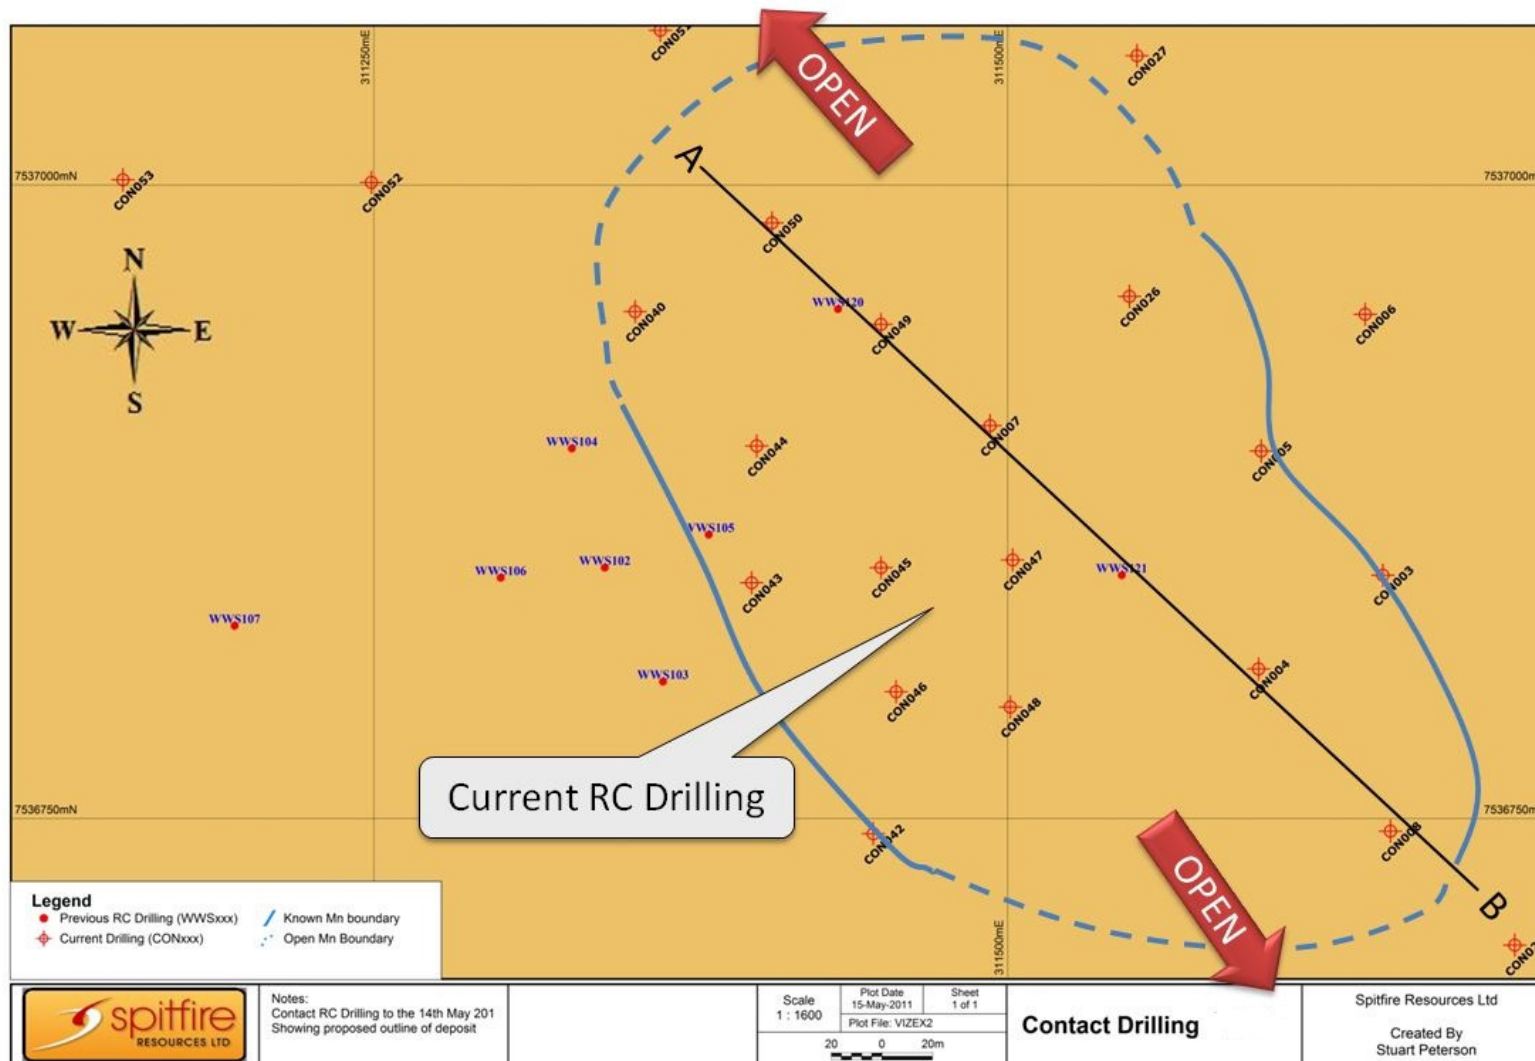 CON051
OPEN
311250mE
311500mE
CON027
A
7537000mN
7537000m
CON053
CON052
CON050
N
W
E
S
CON040
WWS120
CON049
CON026
CON006
WWS104
CON044
CON007
CON005
WWS105
WWS106
WWS102
CON043
CON045
CON047
WWS121
CON003
WWS107
WWS103
CON046
CON048
CON004
Current RC Drilling
7536750mN
7536750m
CON042
CON008
OPEN
B
311500mE
Legend
Previous RC Drilling (WWSxxx)
Known Mn boundary
Current Drilling (CONxxx)
Open Mn Boundary
spitfire
RESOURCES LTD
Notes:
Contact RC Drilling to the 14th May 201
Showing proposed outline of deposit
Scale
1 : 1600
Plot Date
15-May-2011
Sheet
1 of 1
Plot File: VIZEX2
20 0 20m
Contact Drilling
Spitfire Resources Ltd
Created By
Stuart Peterson